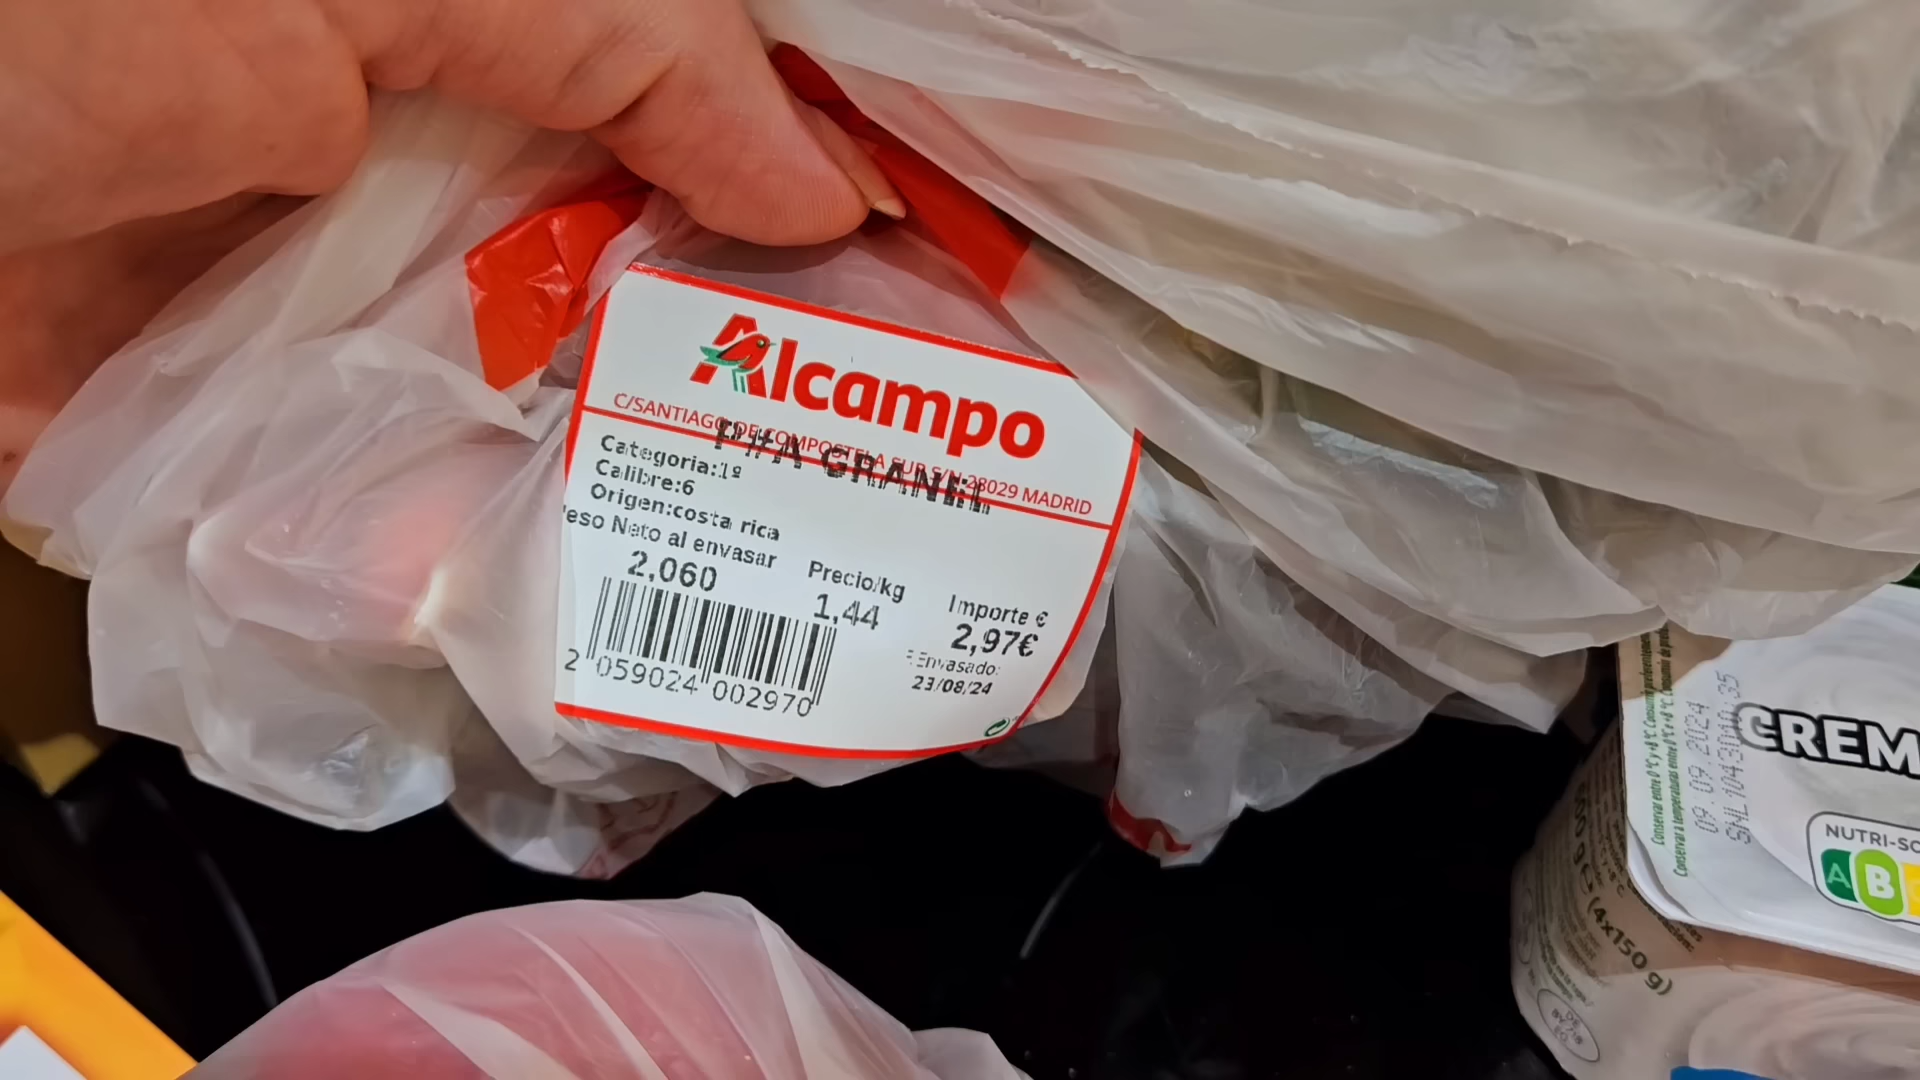 Alcampo
C/SANTIAGO DE COMPOSTELA SUR S/N 28029 MADRID
GRANEL
Categoria:1ª
Calibre:6
Origen:costa rica
eso Neto al envasar
2,060
Precio/kg
1,44
Importe €
2,97€
Envasado:
23/08/24
2 059024 002970
CREM
09.09.2024
NUTRI-SC
A B
(4x150 g)